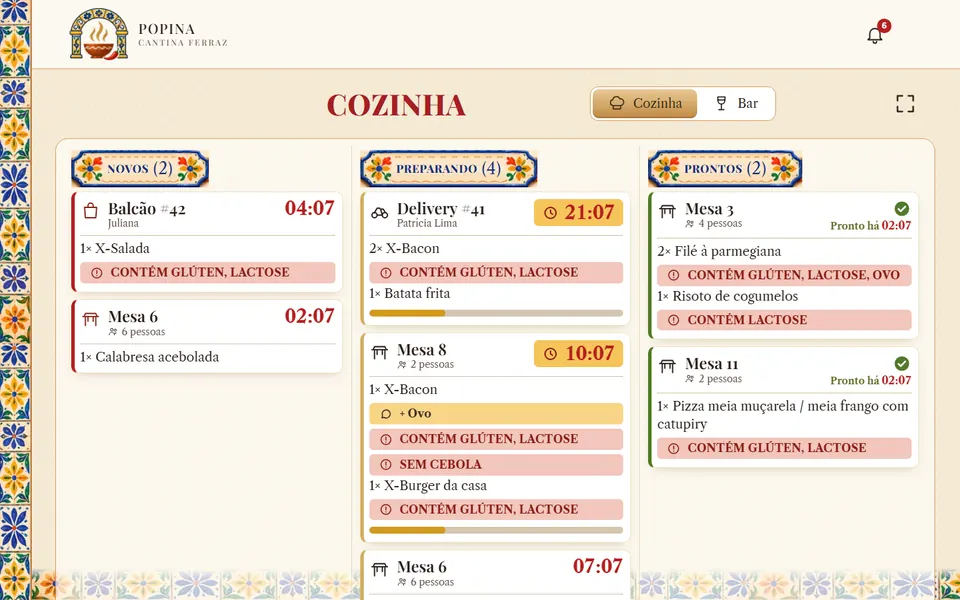 POPINA
CANTINA FERRAZ
6
COZINHA
Cozinha
Bar
NOVOS (2)
Balcão #42
Juliana
04:07
1× X-Salada
CONTÉM GLÚTEN, LACTOSE
Mesa 6
6 pessoas
02:07
1× Calabresa acebolada
PREPARANDO (4)
Delivery #41
Patrícia Lima
21:07
2× X-Bacon
CONTÉM GLÚTEN, LACTOSE
1× Batata frita
Mesa 8
2 pessoas
10:07
1× X-Bacon
+ Ovo
CONTÉM GLÚTEN, LACTOSE
SEM CEBOLA
1× X-Burger da casa
CONTÉM GLÚTEN, LACTOSE
Mesa 6
6 pessoas
07:07
PRONTOS (2)
Mesa 3
4 pessoas
Pronto há 02:07
2× Filé à parmegiana
CONTÉM GLÚTEN, LACTOSE, OVO
1× Risoto de cogumelos
CONTÉM LACTOSE
Mesa 11
2 pessoas
Pronto há 02:07
1× Pizza meia muçarela / meia frango com
catupiry
CONTÉM GLÚTEN, LACTOSE